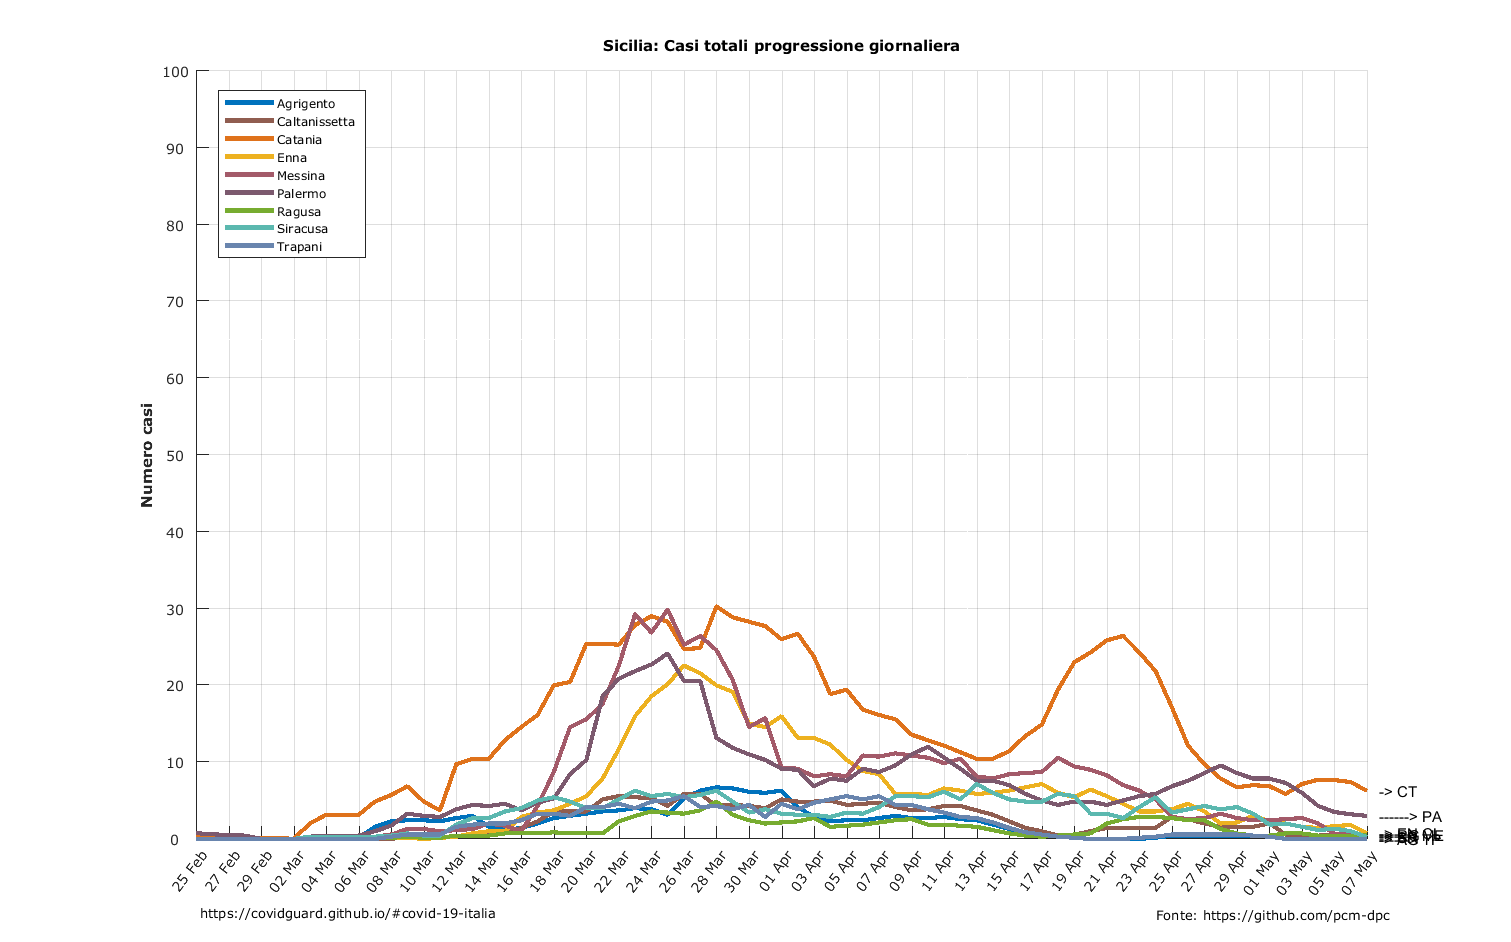 Sicilia: Casi totali progressione giornaliera
Numero casi
100
90
80
70
60
50
40
30
20
10
0
Agrigento
Caltanissetta
Catania
Enna
Messina
Palermo
Ragusa
Siracusa
Trapani
-> CT
------> PA
25 Feb
27 Feb
29 Feb
02 Mar
04 Mar
06 Mar
08 Mar
10 Mar
12 Mar
14 Mar
16 Mar
18 Mar
20 Mar
22 Mar
24 Mar
26 Mar
28 Mar
30 Mar
01 Apr
03 Apr
05 Apr
07 Apr
09 Apr
11 Apr
13 Apr
15 Apr
17 Apr
19 Apr
21 Apr
23 Apr
25 Apr
27 Apr
29 Apr
01 May
03 May
05 May
07 May
https://covidguard.github.io/#covid-19-italia
Fonte: https://github.com/pcm-dpc